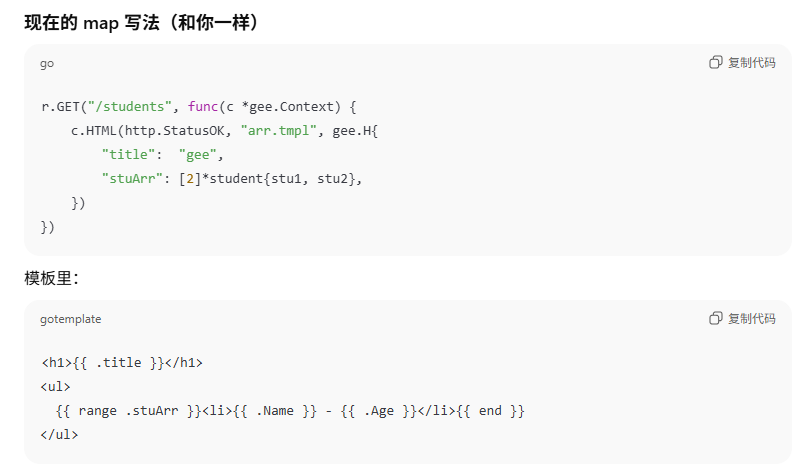 现在的 map 写法（和你一样）
go
复制代码
r.GET("/students", func(c *gee.Context) {
    c.HTML(http.StatusOK, "arr.tmpl", gee.H{
        "title":  "gee",
        "stuArr": [2]*student{stu1, stu2},
    })
})
模板里：
gotemplate
复制代码
<h1>{{ .title }}</h1>
<ul>
  {{ range .stuArr }}<li>{{ .Name }} - {{ .Age }}</li>{{ end }}
</ul>